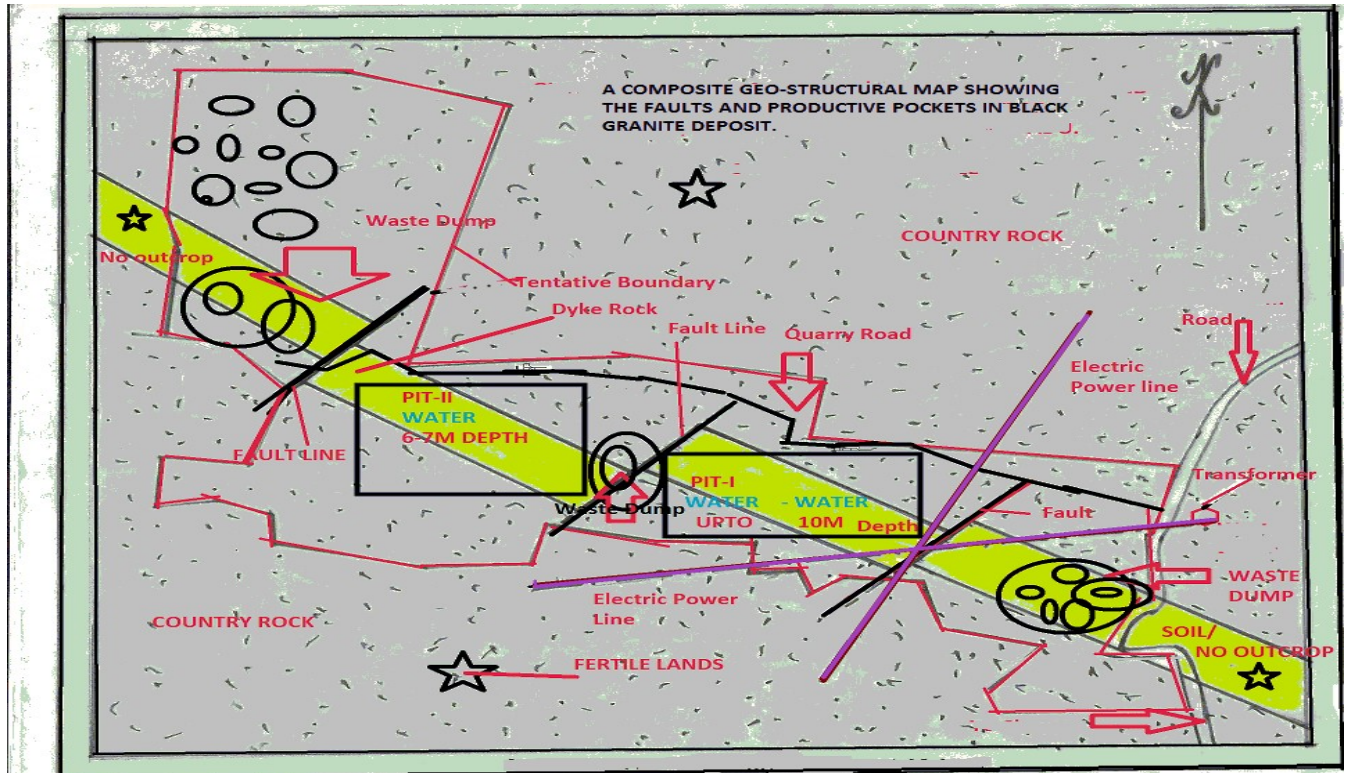 A COMPOSITE GEO-STRUCTURAL MAP SHOWING
THE FAULTS AND PRODUCTIVE POCKETS IN BLACK
GRANITE DEPOSIT.
N
Waste Dump
COUNTRY ROCK
No outcrop
Tentative Boundary
Dyke Rock
Fault Line
Quarry Road
Road
Electric
Power line
PIT-II
WATER
6-7M DEPTH
FAULT LINE
Waste Dump
PIT-I
WATER - WATER
UPTO 10M Depth
Transformer
Fault
WASTE
DUMP
Electric Power
Line
COUNTRY ROCK
SOIL/
NO OUTCROP
FERTILE LANDS